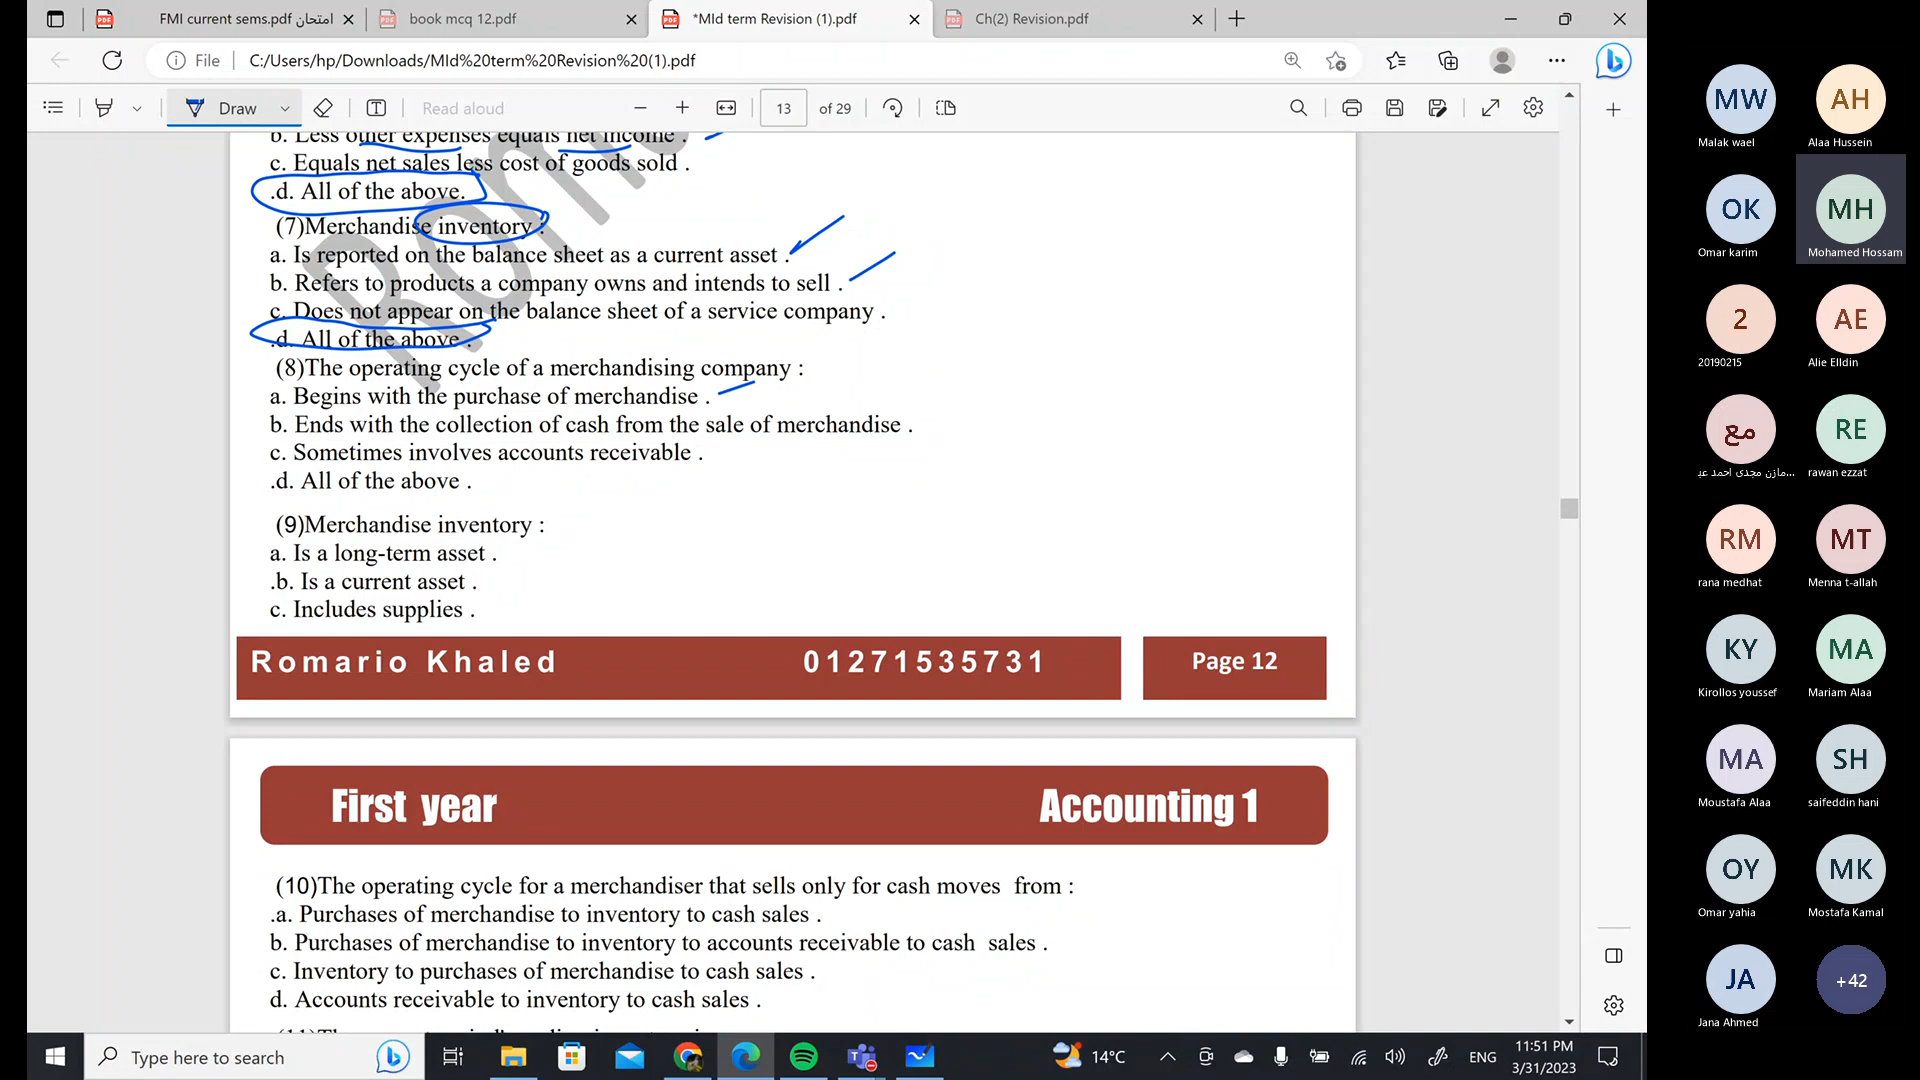 FMI current sems.pdf امتحان
book mcq 12.pdf
*MId term Revision (1).pdf
Ch(2) Revision.pdf
File
C:/Users/hp/Downloads/MId%20term%20Revision%20(1).pdf
Draw
Read aloud
13 of 29
b. Less other expenses equals net income .
c. Equals net sales less cost of goods sold .
.d. All of the above.
(7)Merchandise inventory :
a. Is reported on the balance sheet as a current asset .
b. Refers to products a company owns and intends to sell .
c. Does not appear on the balance sheet of a service company .
.d. All of the above .
(8)The operating cycle of a merchandising company :
a. Begins with the purchase of merchandise .
b. Ends with the collection of cash from the sale of merchandise .
c. Sometimes involves accounts receivable .
.d. All of the above .
(9)Merchandise inventory :
a. Is a long-term asset .
.b. Is a current asset .
c. Includes supplies .
Romario Khaled 01271535731 Page 12
First year Accounting 1
(10)The operating cycle for a merchandiser that sells only for cash moves from :
.a. Purchases of merchandise to inventory to cash sales .
b. Purchases of merchandise to inventory to accounts receivable to cash sales .
c. Inventory to purchases of merchandise to cash sales .
d. Accounts receivable to inventory to cash sales .
Type here to search
14°C
ENG
11:51 PM
3/31/2023
MW AH
Malak wael Alaa Hussein
OK MH
Omar karim Mohamed Hossam
2 AE
20190215 Alie Elldin
مع RE
مازن مجدى احمد عبد... rawan ezzat
RM MT
rana medhat Menna t-allah
KY MA
Kirollos youssef Mariam Alaa
MA SH
Moustafa Alaa saifeddin hani
OY MK
Omar yahia Mostafa Kamal
JA +42
Jana Ahmed